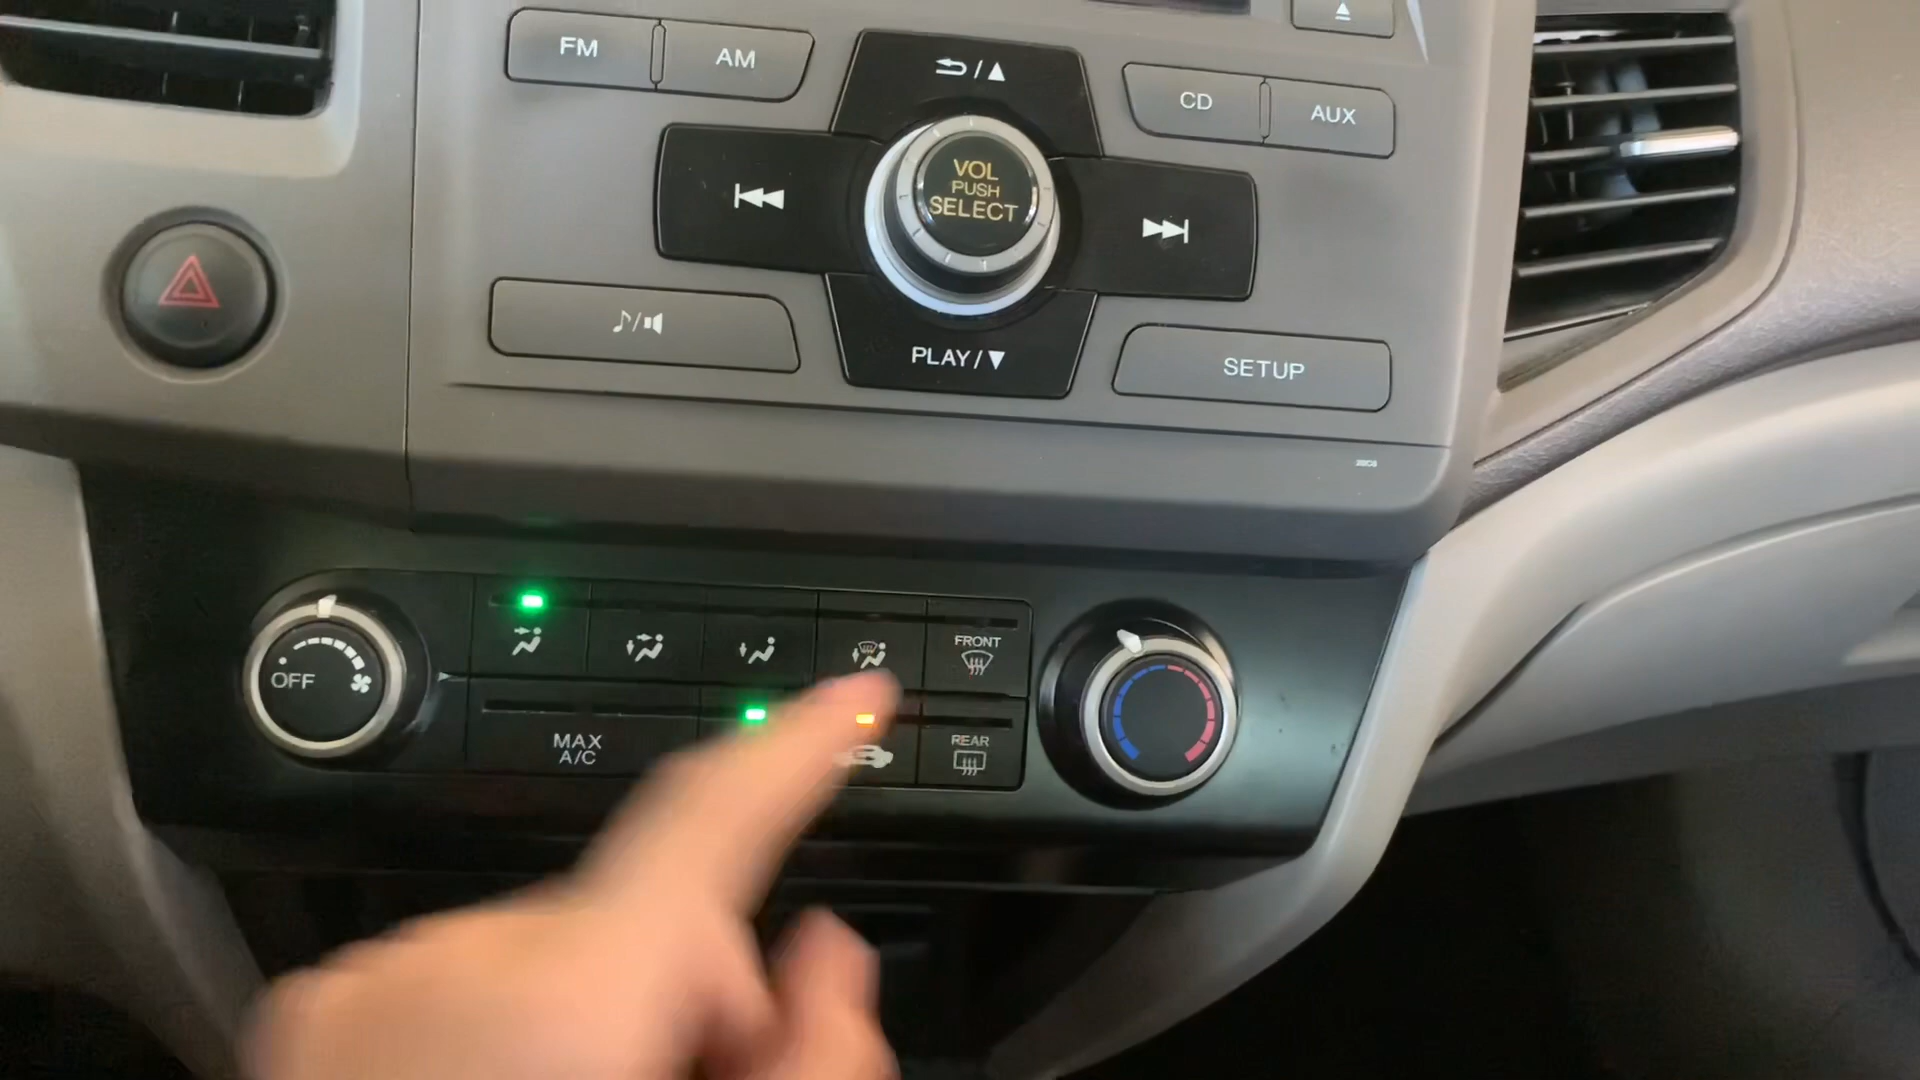 FM
AM
CD
AUX
VOL
PUSH
SELECT
PLAY/
SETUP
OFF
FRONT
MAX
A/C
REAR